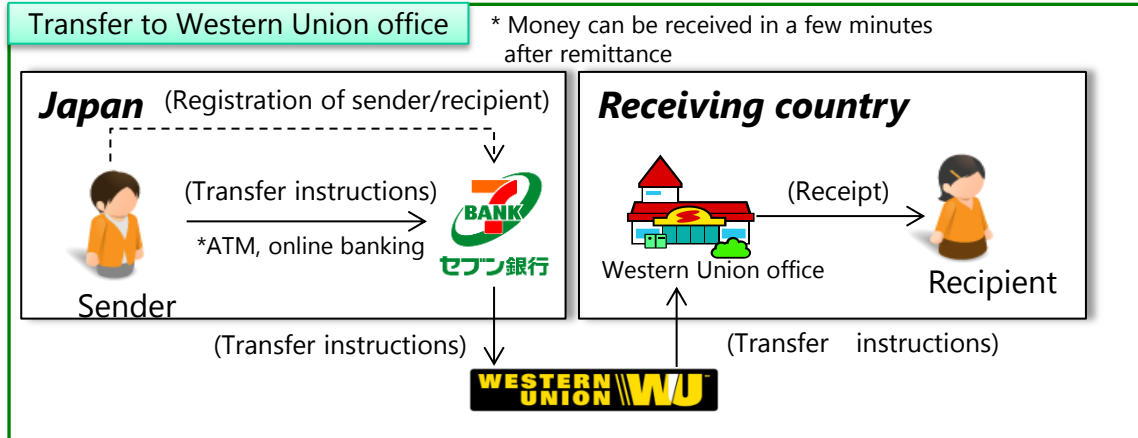 Transfer to Western Union office
* Money can be received in a few minutes
after remittance
Japan
(Registration of sender/recipient)
Receiving country
(Transfer instructions)
*ATM, online banking
7
BANK
セブン銀行
Sender
(Receipt)
Western Union office
Recipient
(Transfer instructions)
(Transfer instructions)
WESTERN
UNION
WU